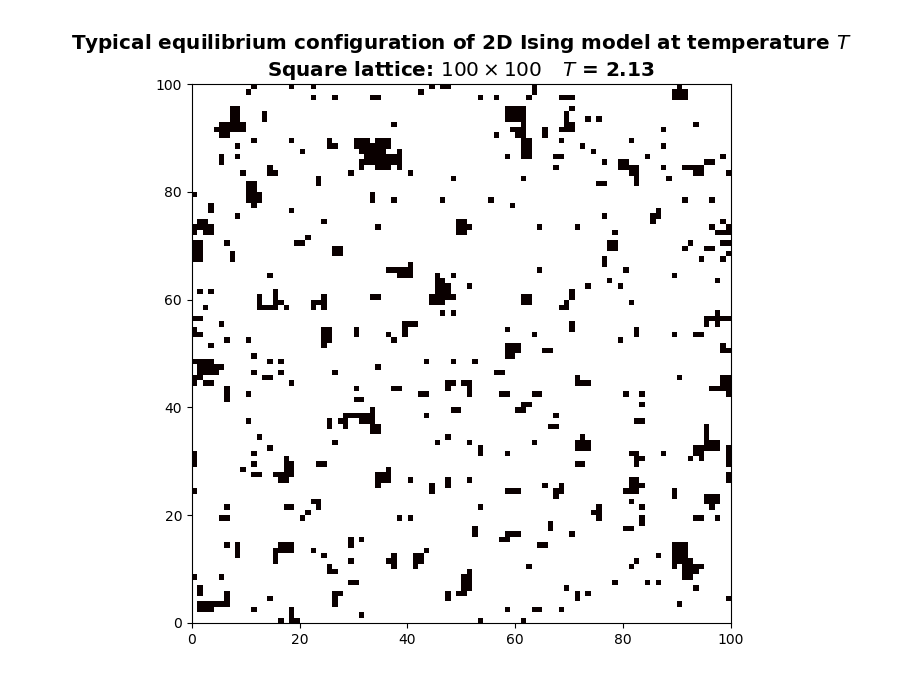 Typical equilibrium configuration of 2D Ising model at temperature T
Square lattice: 100 × 100 T = 2.13
100
80
60
40
20
0
0 20 40 60 80 100